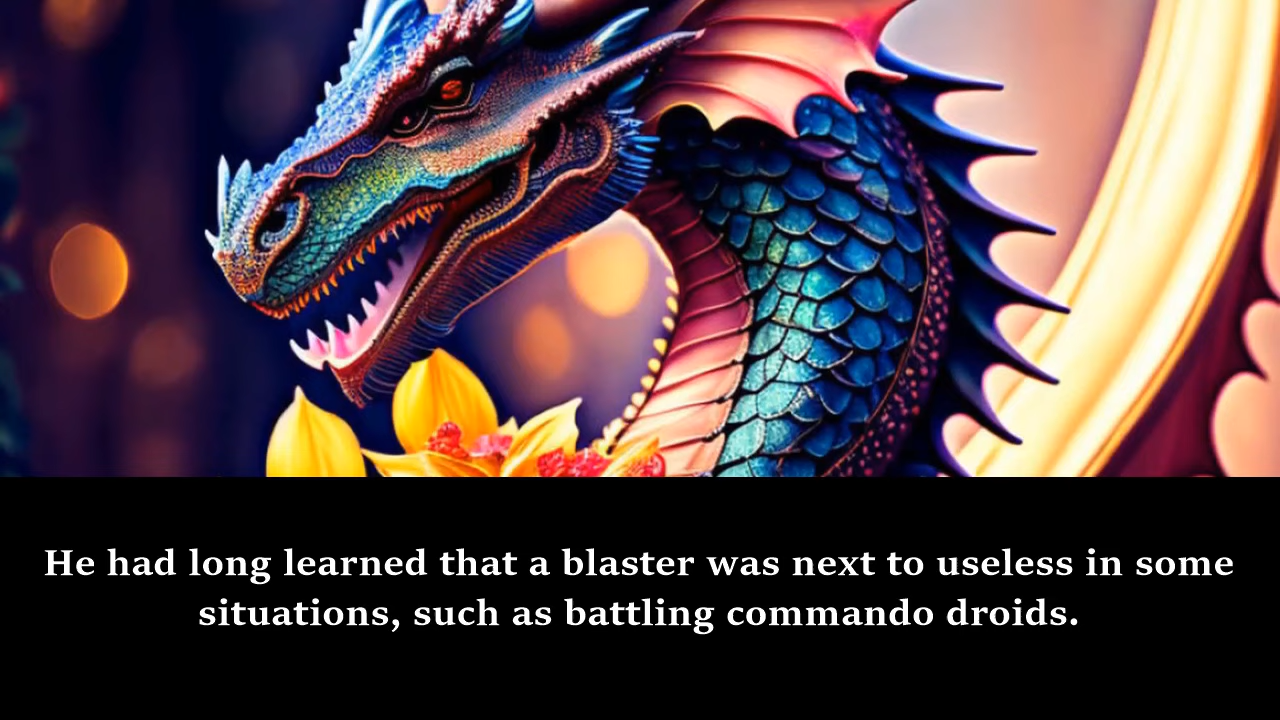 He had long learned that a blaster was next to useless in some
situations, such as battling commando droids.